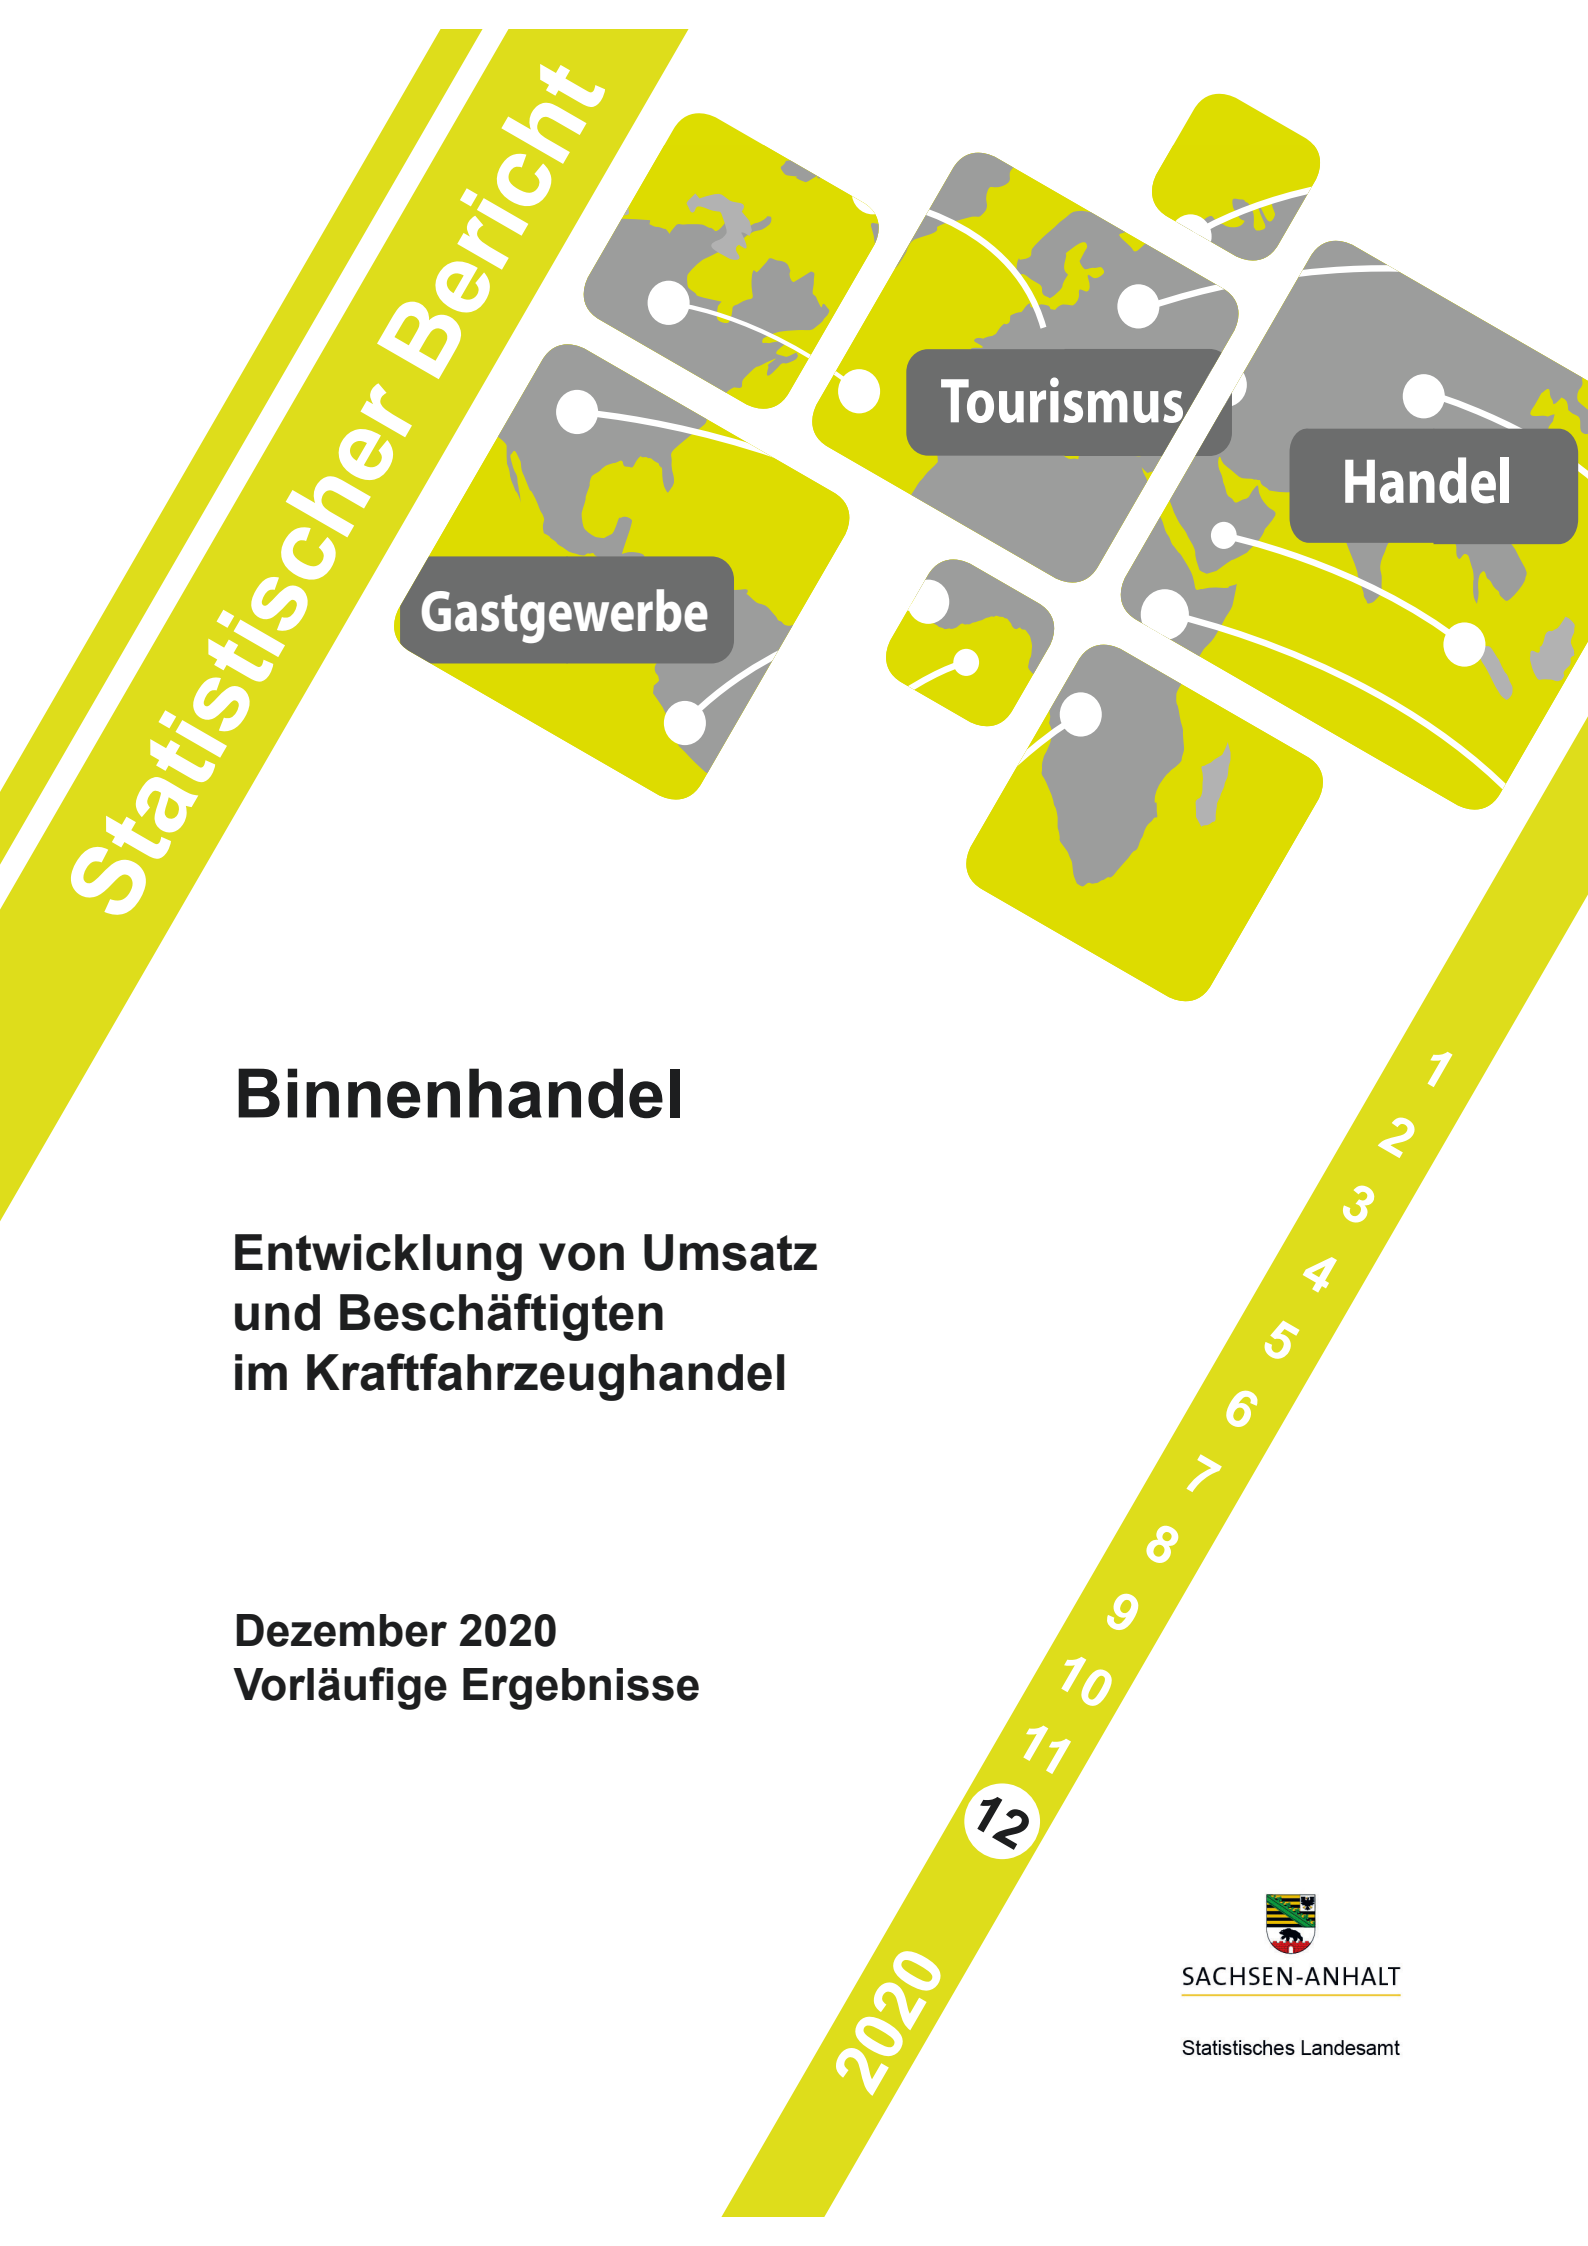 Statistischer Bericht
Tourismus
Handel
Gastgewerbe
Binnenhandel
Entwicklung von Umsatz
und Beschäftigten
im Kraftfahrzeughandel
Dezember 2020
Vorläufige Ergebnisse
1
2
3
4
5
6
7
8
9
10
11
12
2020
SACHSEN-ANHALT
Statistisches Landesamt